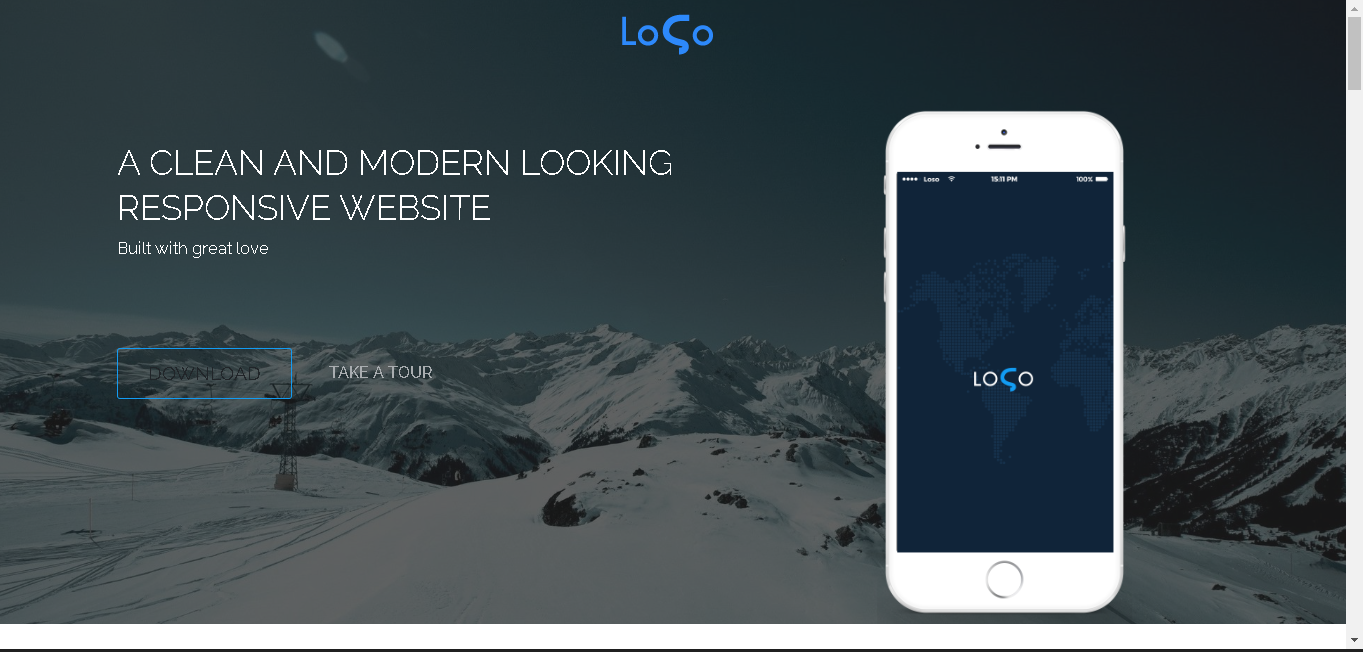 LoSo
A CLEAN AND MODERN LOOKING
RESPONSIVE WEBSITE
Built with great love
DOWNLOAD
TAKE A TOUR
Loso 15:11 PM 100%
LOSO